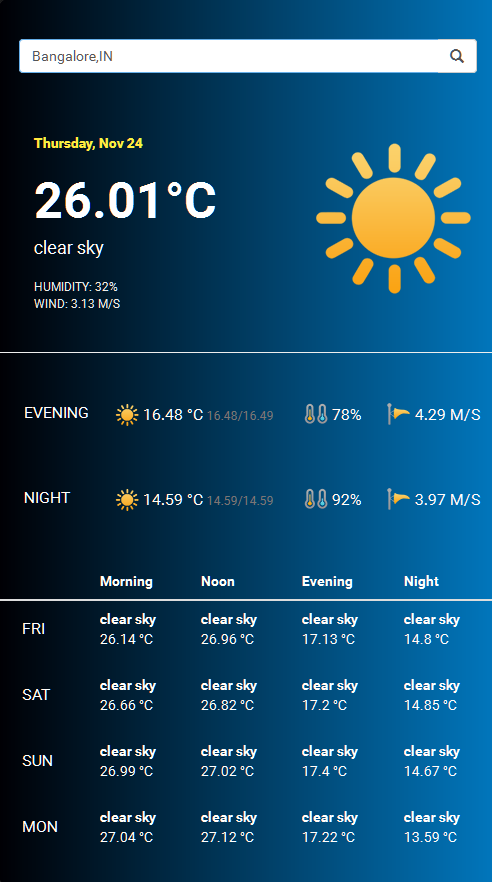 Bangalore,IN
Thursday, Nov 24
26.01°C
clear sky
HUMIDITY: 32%
WIND: 3.13 M/S
EVENING 16.48 °C 16.48/16.49 78% 4.29 M/S
NIGHT 14.59 °C 14.59/14.59 92% 3.97 M/S
Morning Noon Evening Night
FRI
clear sky clear sky clear sky clear sky
26.14 °C 26.96 °C 17.13 °C 14.8 °C
SAT
clear sky clear sky clear sky clear sky
26.66 °C 26.82 °C 17.2 °C 14.85 °C
SUN
clear sky clear sky clear sky clear sky
26.99 °C 27.02 °C 17.4 °C 14.67 °C
MON
clear sky clear sky clear sky clear sky
27.04 °C 27.12 °C 17.22 °C 13.59 °C